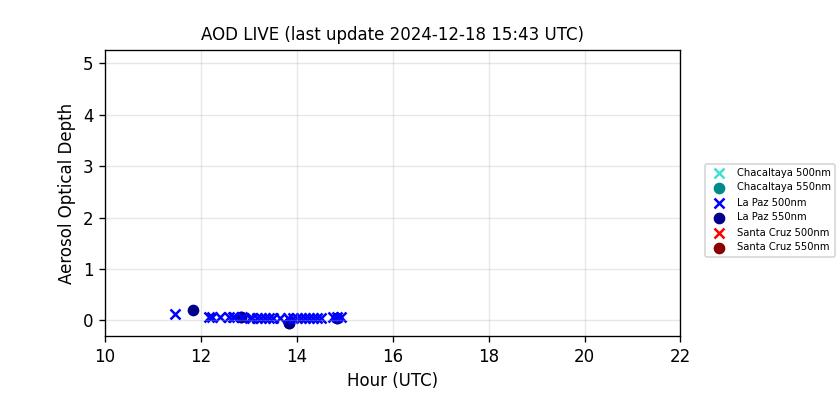 AOD LIVE (last update 2024-12-18 15:43 UTC)
Aerosol Optical Depth
5
4
3
2
1
0
10 12 14 16 18 20 22
Hour (UTC)
Chacaltaya 500nm
Chacaltaya 550nm
La Paz 500nm
La Paz 550nm
Santa Cruz 500nm
Santa Cruz 550nm